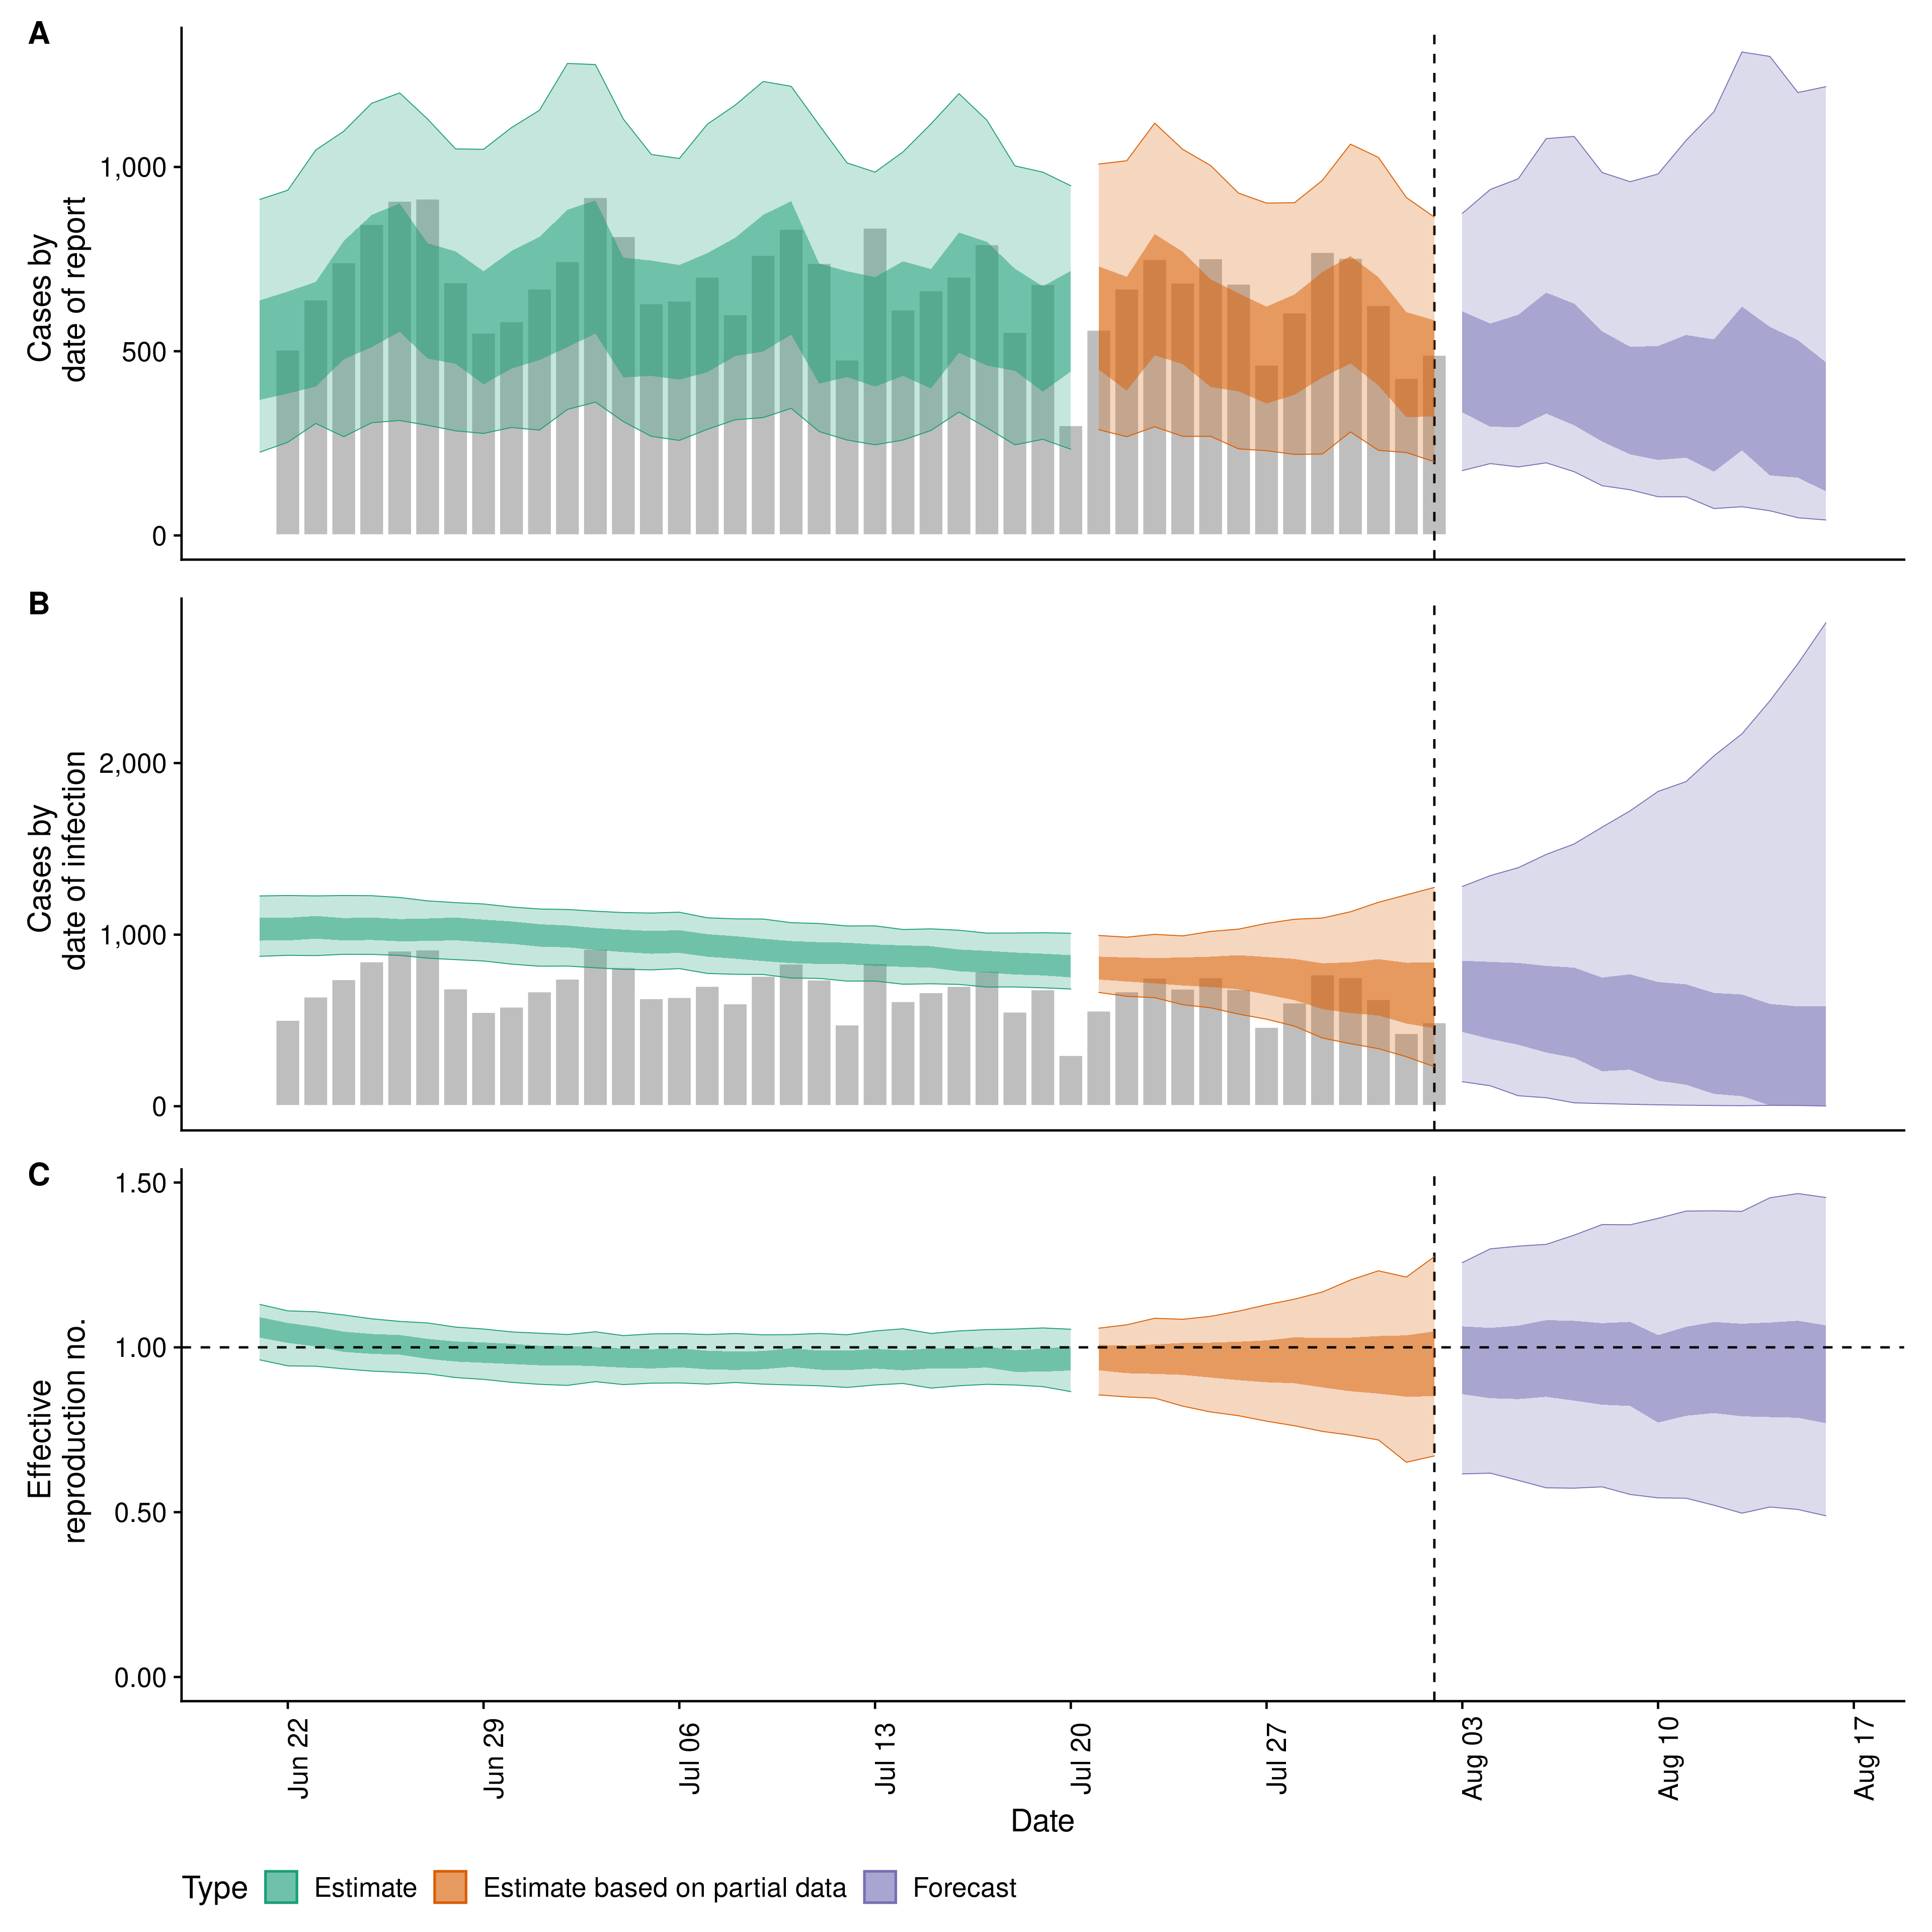 A
Cases by
date of report
1,000
500
0
B
Cases by
date of infection
2,000
1,000
0
C
Effective
reproduction no.
1.50
1.00
0.50
0.00
Jun 22
Jun 29
Jul 06
Jul 13
Jul 20
Jul 27
Aug 03
Aug 10
Aug 17
Date
Type Estimate Estimate based on partial data Forecast